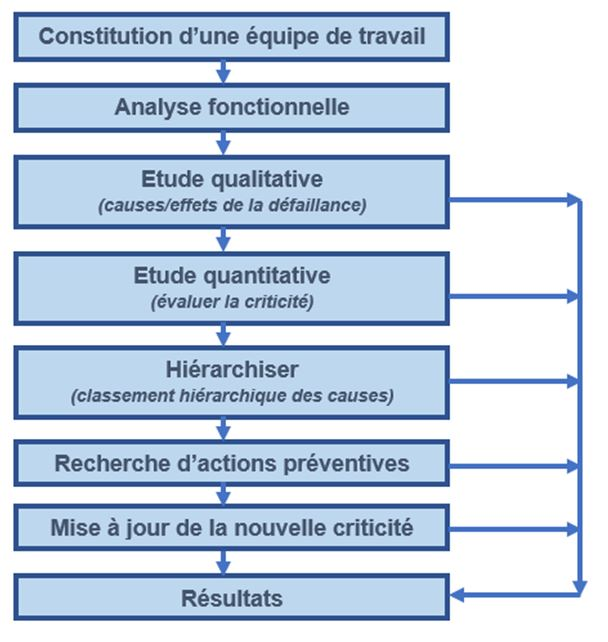 Constitution d'une équipe de travail
Analyse fonctionnelle
Etude qualitative
(causes/effets de la défaillance)
Etude quantitative
(évaluer la criticité)
Hiérarchiser
(classement hiérarchique des causes)
Recherche d'actions préventives
Mise à jour de la nouvelle criticité
Résultats